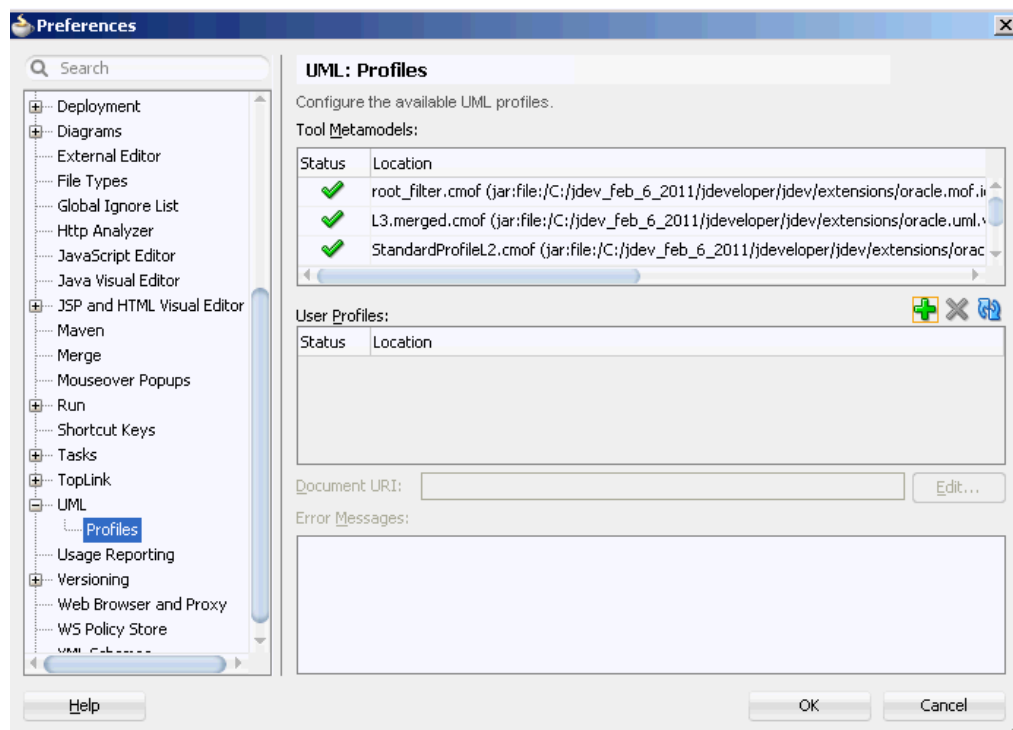 Preferences
Search
Deployment
Diagrams
External Editor
File Types
Global Ignore List
Http Analyzer
JavaScript Editor
Java Visual Editor
JSP and HTML Visual Editor
Maven
Merge
Mouseover Popups
Run
Shortcut Keys
Tasks
TopLink
UML
Profiles
Usage Reporting
Versioning
Web Browser and Proxy
WS Policy Store
UML: Profiles
Configure the available UML profiles.
Tool Metamodels:
Status Location
root_filter.cmof (jar:file:/C:/jdev_feb_6_2011/jdeveloper/jdev/extensions/oracle.mof.
L3.merged.cmof (jar:file:/C:/jdev_feb_6_2011/jdeveloper/jdev/extensions/oracle.uml.
StandardProfileL2.cmof (jar:file:/C:/jdev_feb_6_2011/jdeveloper/jdev/extensions/orac
User Profiles:
Status Location
Document URI:
Edit...
Error Messages:
Help
OK
Cancel